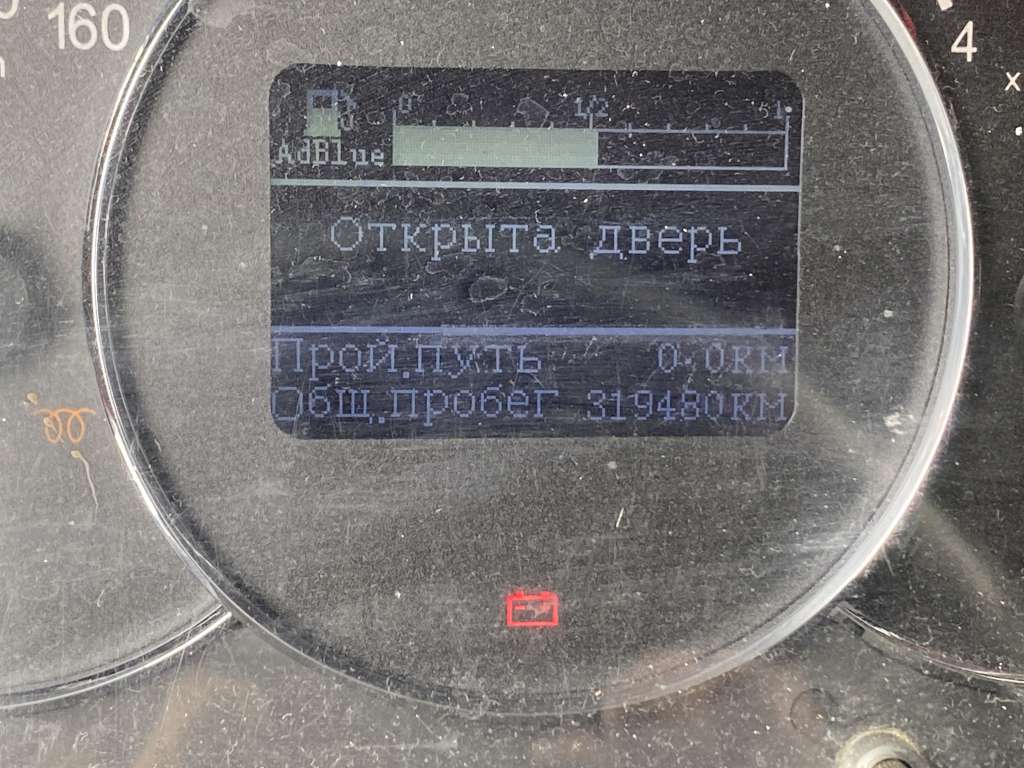 160
4
x
0 1/2 1
AdBlue
Открыта дверь
Прой.путь 0.0км
Общ.пробег 319480км